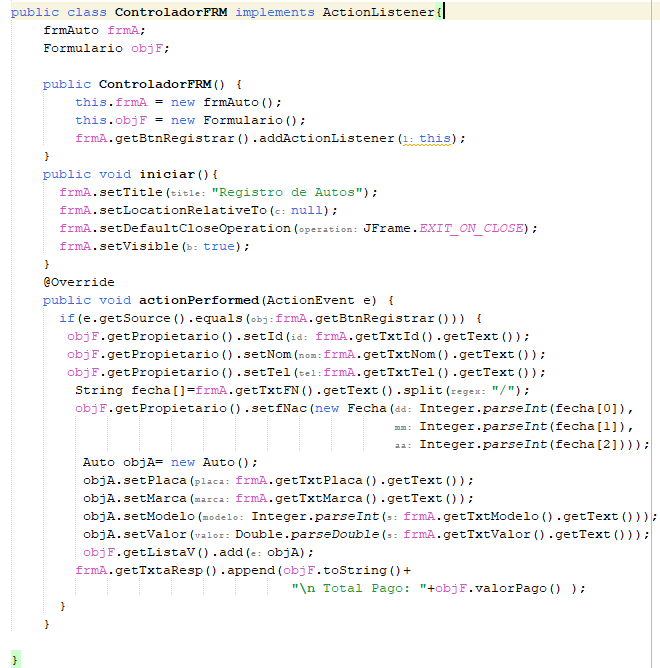 public class ControladorFRM implements ActionListener{
frmAuto frmA;
Formulario objF;
public ControladorFRM() {
this.frmA = new frmAuto();
this.objF = new Formulario();
frmA.getBtnRegistrar().addActionListener(l: this);
}
public void iniciar(){
frmA.setTitle(title: "Registro de Autos");
frmA.setLocationRelativeTo(c: null);
frmA.setDefaultCloseOperation(operation: JFrame.EXIT_ON_CLOSE);
frmA.setVisible(b: true);
}
@Override
public void actionPerformed(ActionEvent e) {
if(e.getSource().equals(obj:frmA.getBtnRegistrar())) {
objF.getPropietario().setId(id: frmA.getTxtId().getText());
objF.getPropietario().setNom(nom:frmA.getTxtNom().getText());
objF.getPropietario().setTel(tel:frmA.getTxtTel().getText());
String fecha[]=frmA.getTxtFN().getText().split(regex: "/");
objF.getPropietario().setfNac(new Fecha(dd: Integer.parseInt(fecha[0]),
mm: Integer.parseInt(fecha[1]),
aa: Integer.parseInt(fecha[2])));
Auto objA= new Auto();
objA.setPlaca(placa: frmA.getTxtPlaca().getText());
objA.setMarca(marca: frmA.getTxtMarca().getText());
objA.setModelo(modelo: Integer.parseInt(s: frmA.getTxtModelo().getText()));
objA.setValor(valor: Double.parseDouble(s: frmA.getTxtValor().getText()));
objF.getListaV().add(e: objA);
frmA.getTxtaResp().append(objF.toString()+
"\n Total Pago: "+objF.valorPago() );
}
}
}